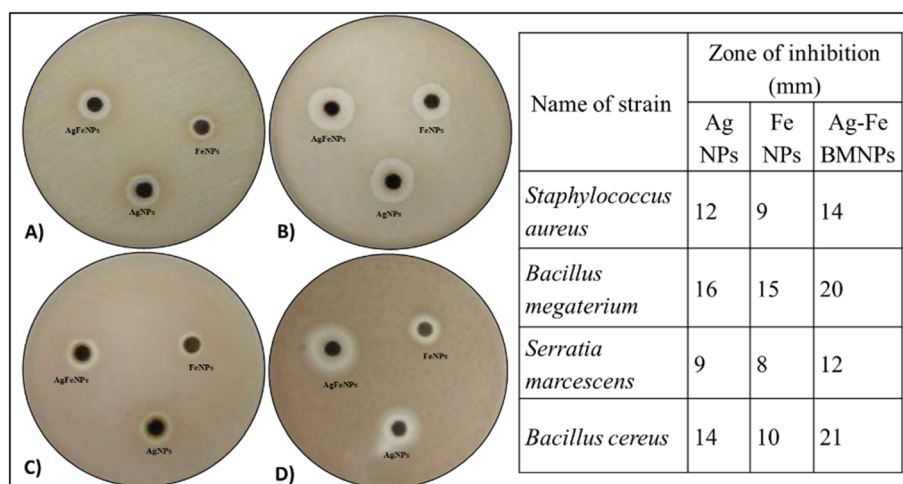 AgFeNPs
FeNPs
AgNPs
A)
AgFeNPs
FeNPs
AgNPs
B)
AgFeNPs
FeNPs
AgNPs
C)
AgFeNPs
FeNPs
AgNPs
D)
Name of strain
Zone of inhibition
(mm)
Ag
NPs
Fe
NPs
Ag-Fe
BMNPs
Staphylococcus
aureus
12
9
14
Bacillus
megaterium
16
15
20
Serratia
marcescens
9
8
12
Bacillus cereus
14
10
21